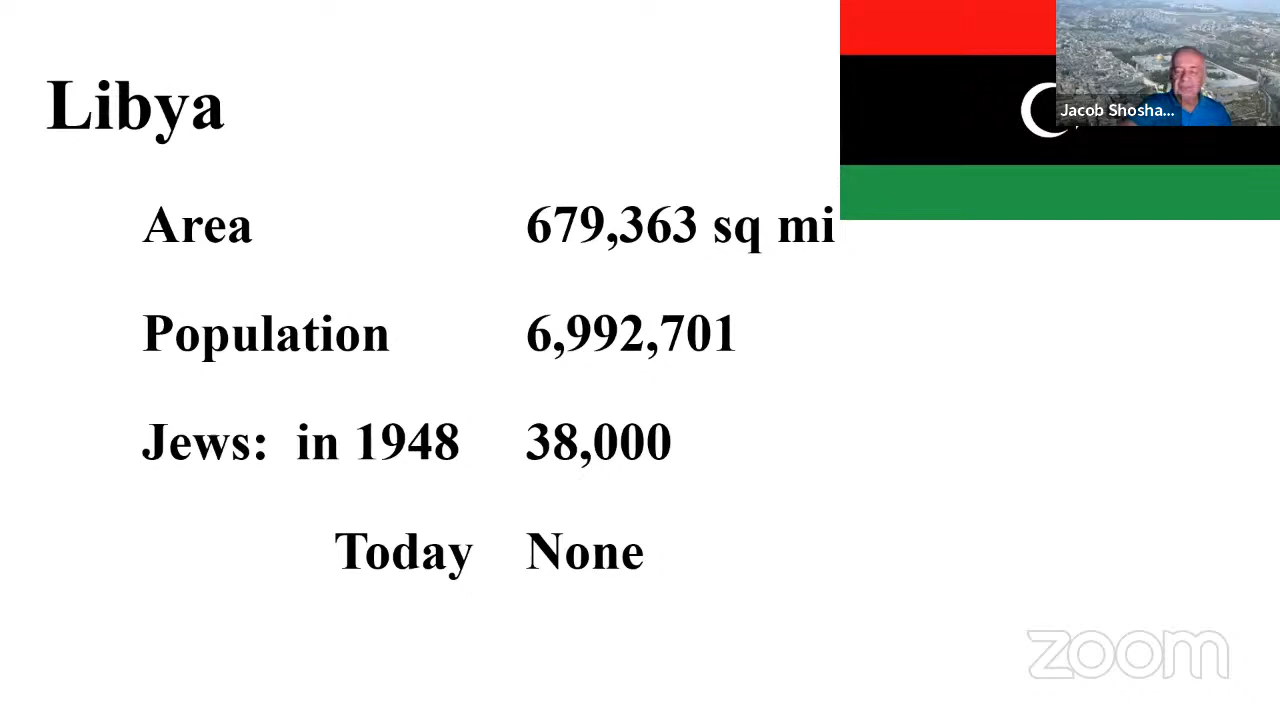 Libya
Jacob Shosha...
Area 679,363 sq mi
Population 6,992,701
Jews: in 1948 38,000
Today None
zoom